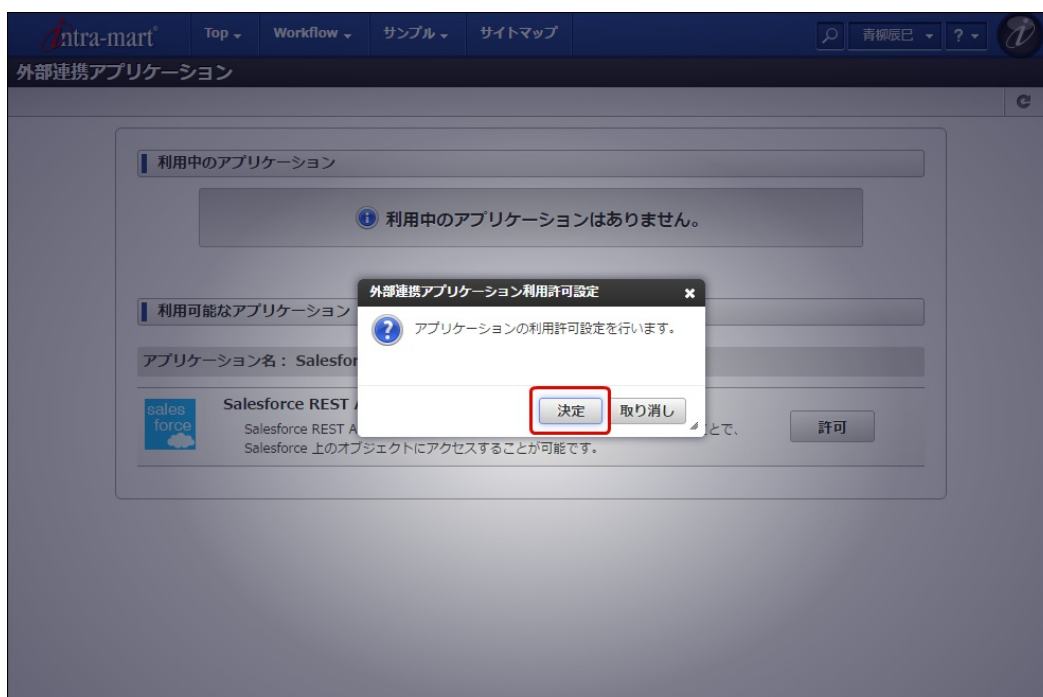 intra-mart
Top
Workflow
サンプル
サイトマップ
青柳辰巳
?
外部連携アプリケーション
利用中のアプリケーション
利用中のアプリケーションはありません。
利用可能なアプリケーション
外部連携アプリケーション利用許可設定
アプリケーションの利用許可設定を行います。
決定
取り消し
アプリケーション名: Salesfor
sales
force
Salesforce REST A
Salesforce REST A
とで、
Salesforce 上のオブジェクトにアクセスすることが可能です。
許可